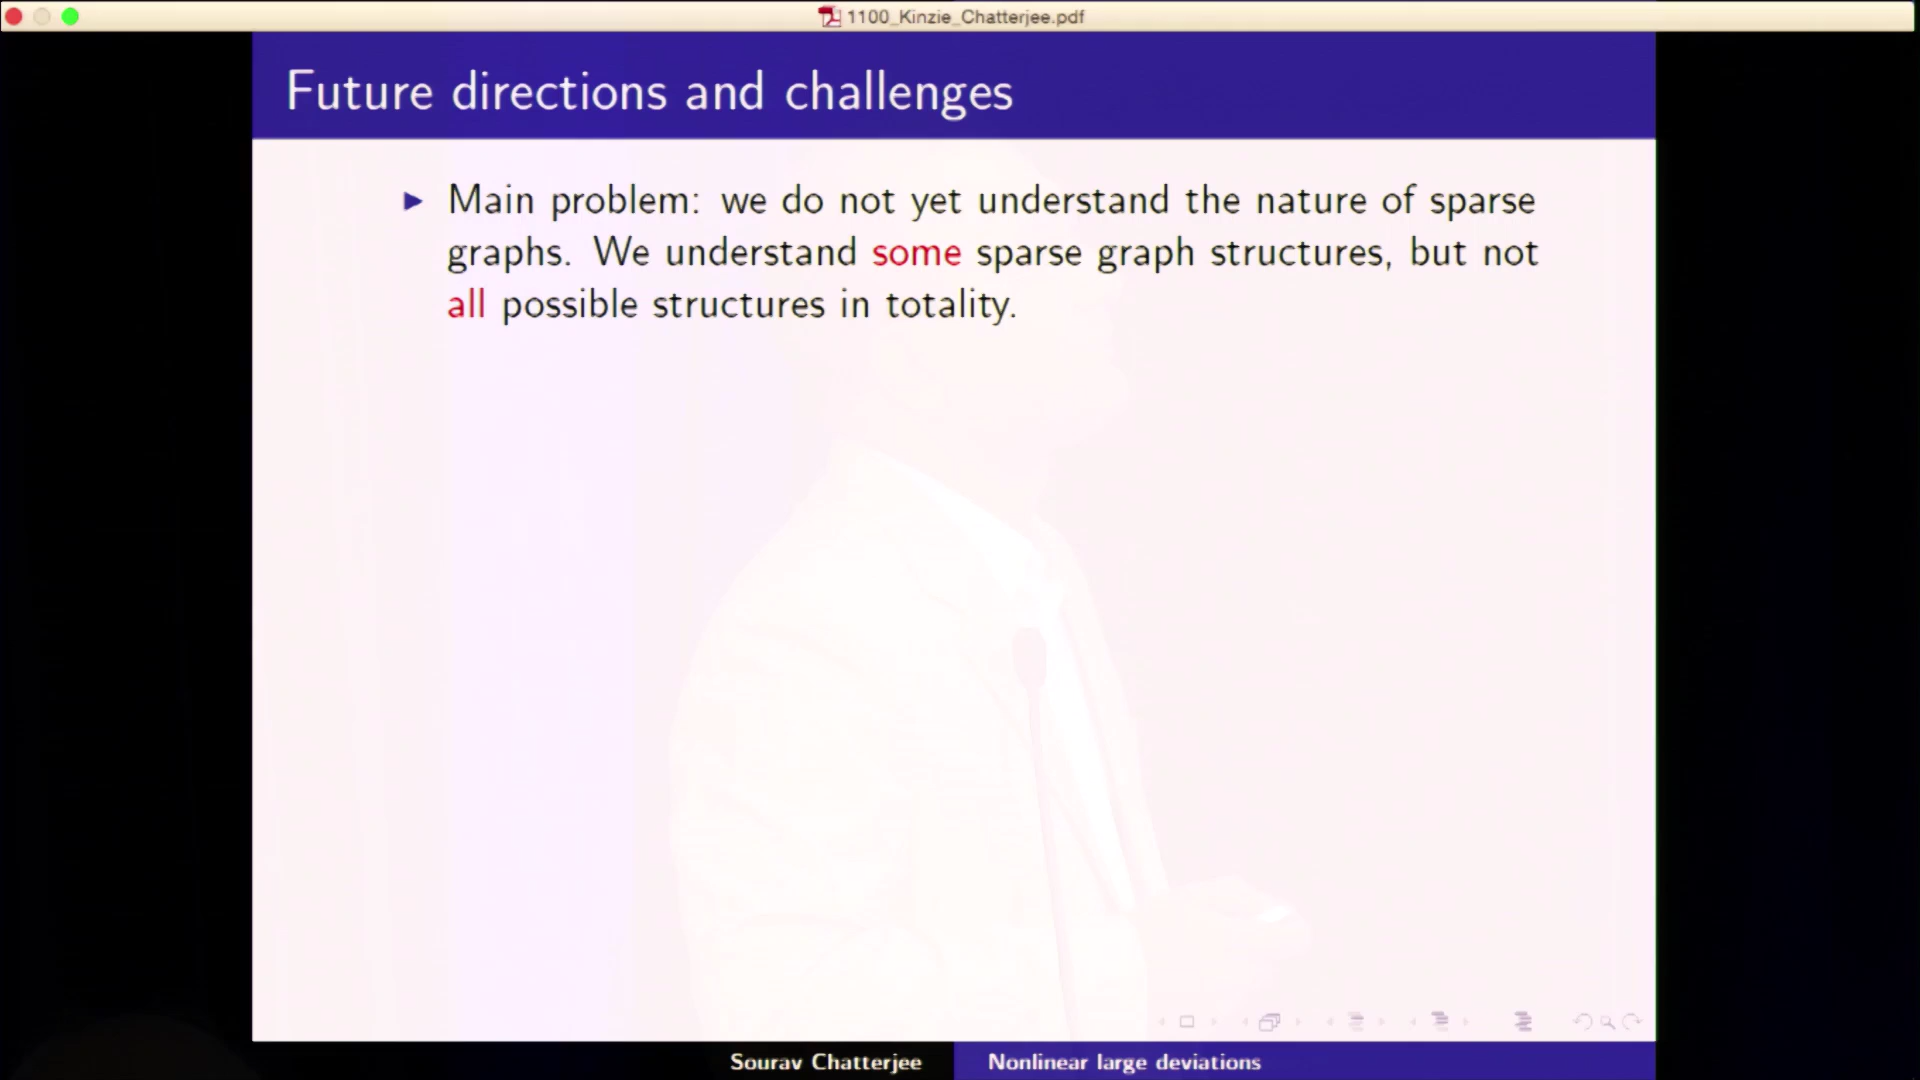 1100_Kinzie_Chatterjee.pdf
Future directions and challenges
Main problem: we do not yet understand the nature of sparse
graphs. We understand some sparse graph structures, but not
all possible structures in totality.
Sourav Chatterjee
Nonlinear large deviations